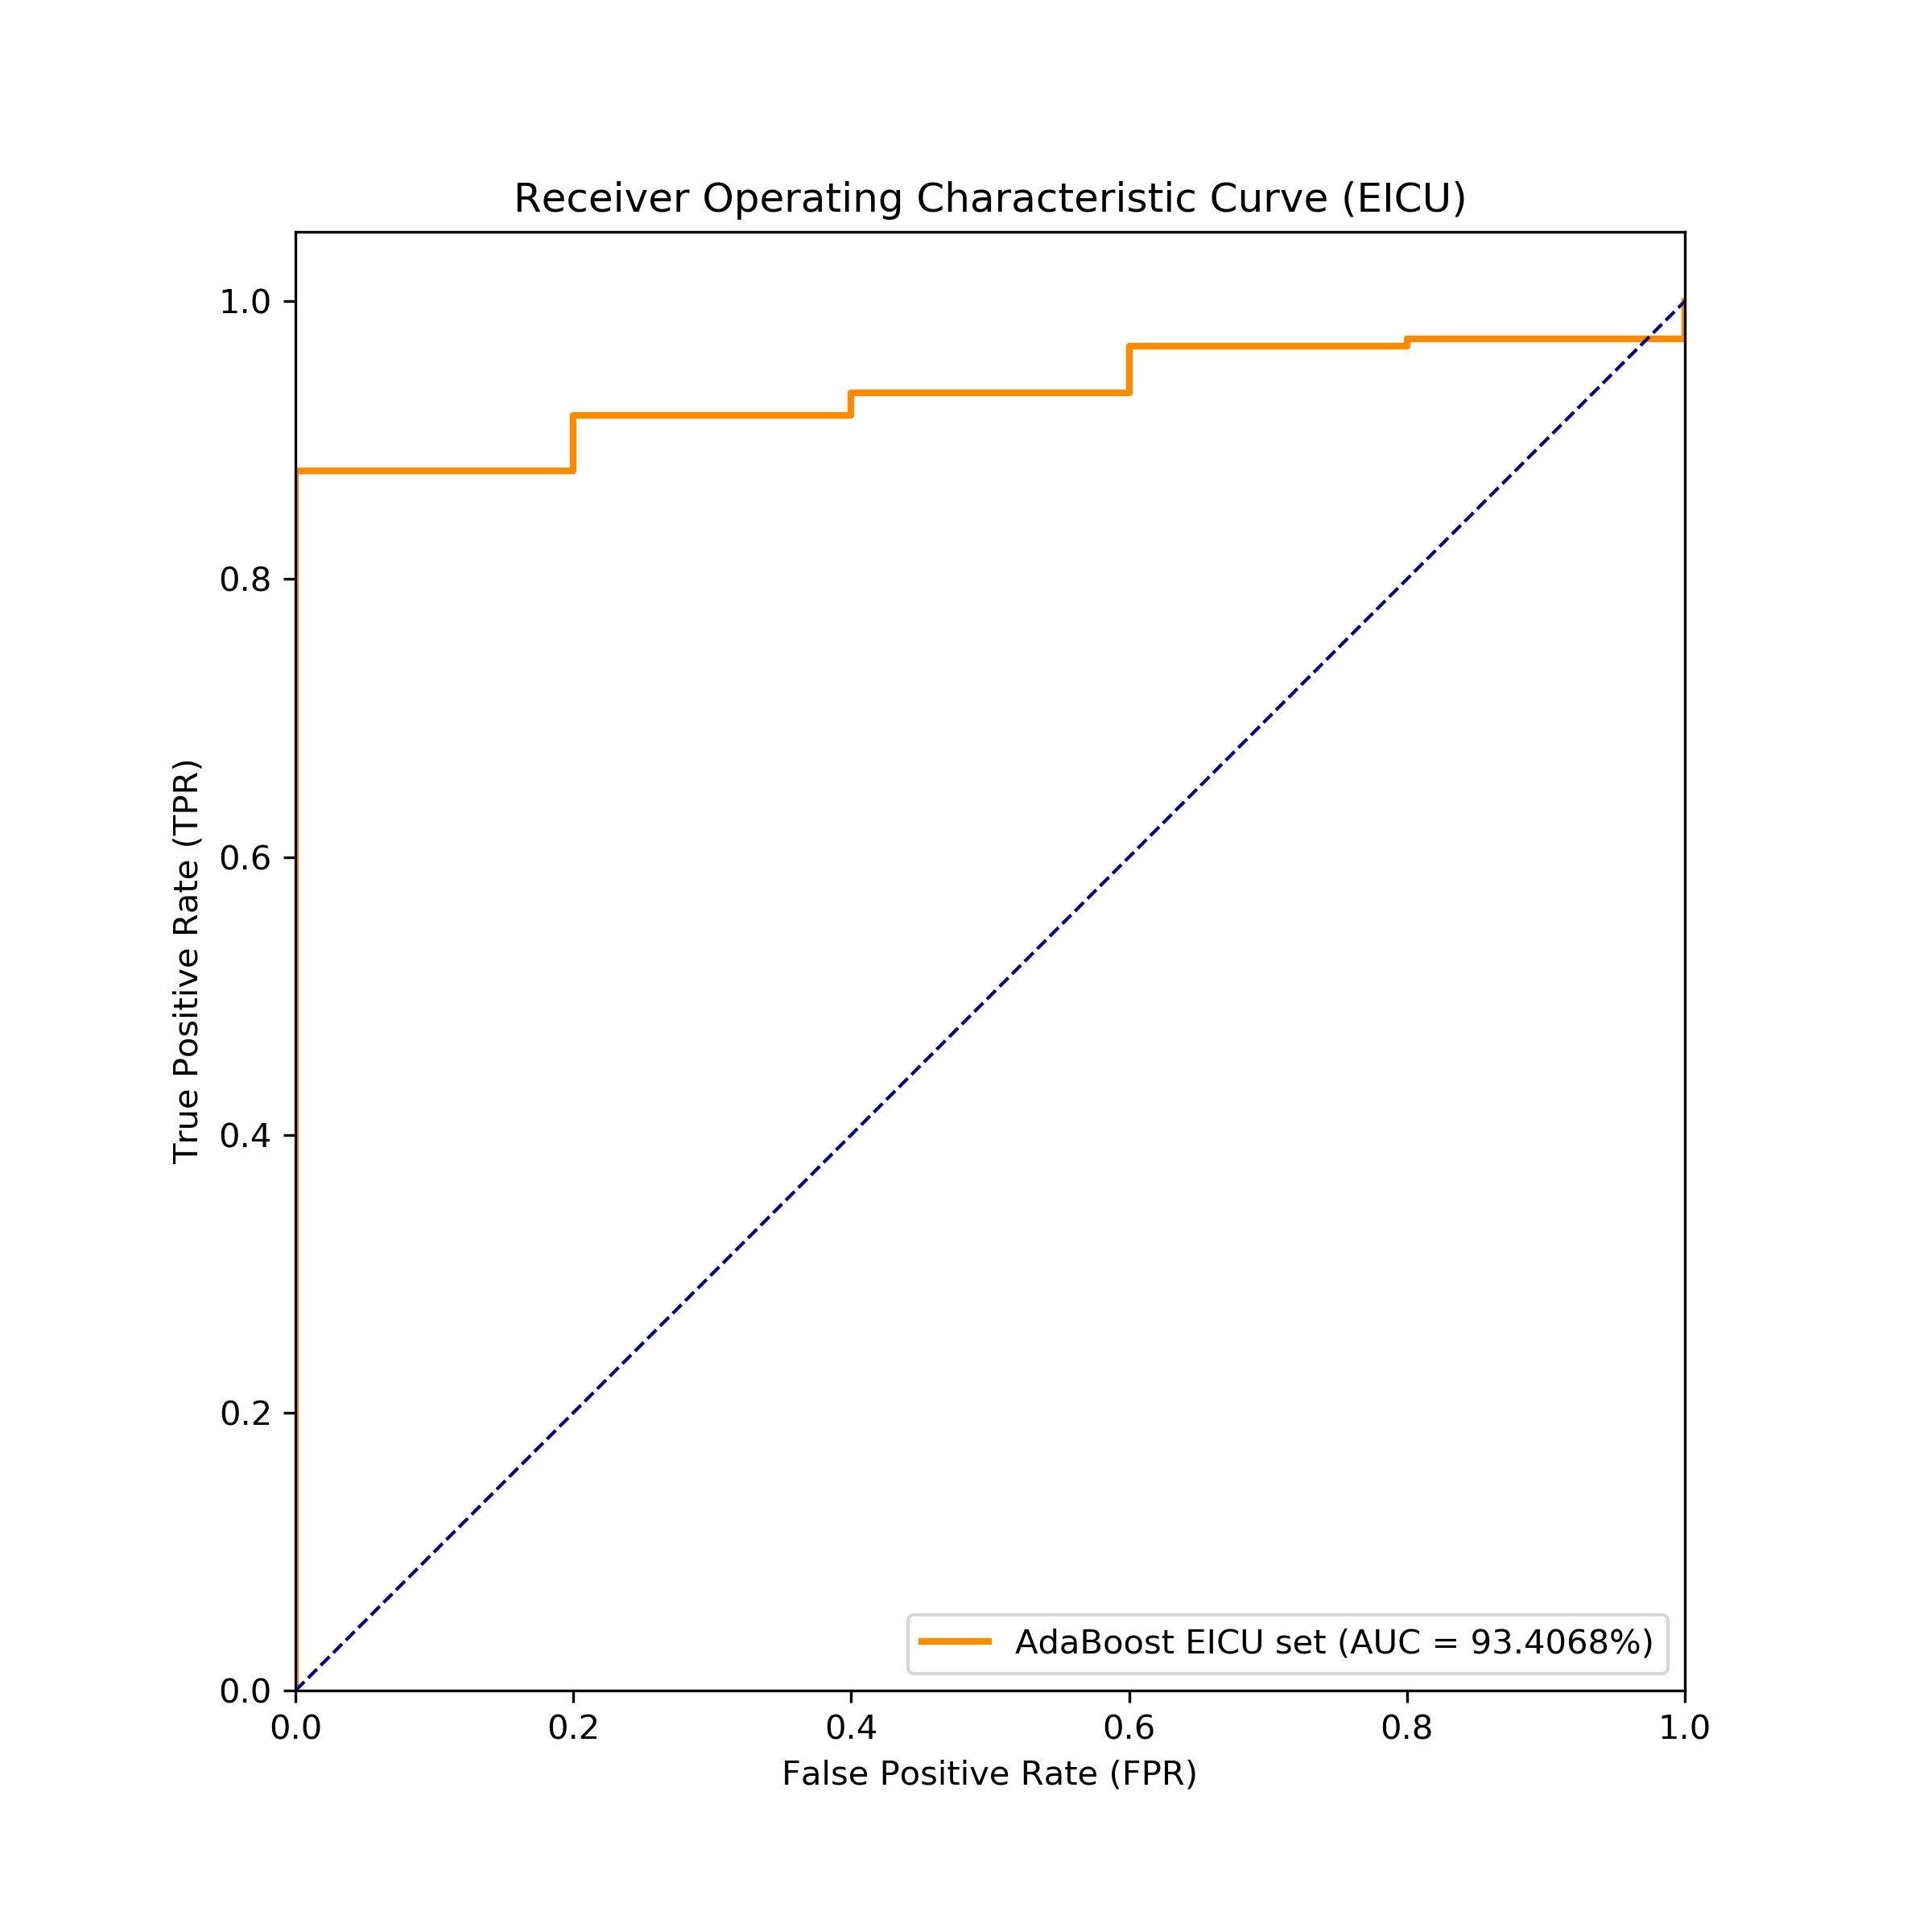 Receiver Operating Characteristic Curve (EICU)
1.0
0.8
0.6
0.4
0.2
0.0
True Positive Rate (TPR)
AdaBoost EICU set (AUC = 93.4068%)
0.0 0.2 0.4 0.6 0.8 1.0
False Positive Rate (FPR)